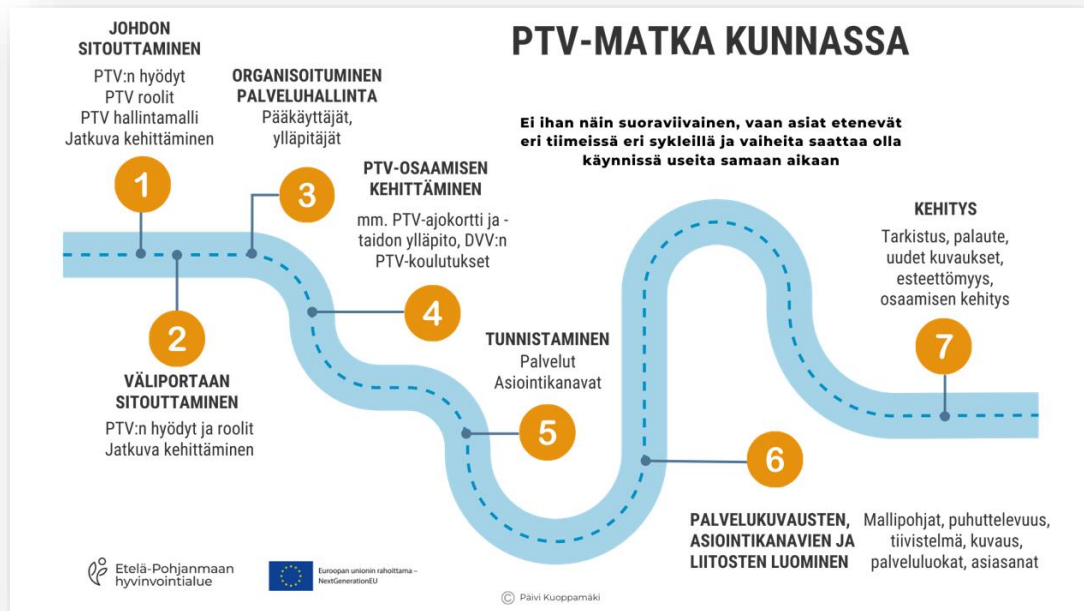 PTV-MATKA KUNNASSA
Ei ihan näin suoraviivainen, vaan asiat etenevät
eri tiimeissä eri sykleillä ja vaiheita saattaa olla
käynnissä useita samaan aikaan
JOHDON
SITOUTTAMINEN
PTV:n hyödyt
PTV roolit
PTV hallintamalli
Jatkuva kehittäminen
1
2
VÄLIPORTAAN
SITOUTTAMINEN
PTV:n hyödyt ja roolit
Jatkuva kehittäminen
ORGANISOITUMINEN
PALVELUHALLINTA
Pääkäyttäjät,
ylläpitäjät
3
PTV-OSAAMISEN
KEHITTÄMINEN
mm. PTV-ajokortti ja -
taidon ylläpito, DVV:n
PTV-koulutukset
4
TUNNISTAMINEN
Palvelut
Asiointikanavat
5
6
PALVELUKUVAUSTEN,
ASIOINTIKANAVIEN JA
LIITOSTEN LUOMINEN
Mallipohjat, puhuttelevuus,
tiivistelmä, kuvaus,
palveluluokat, asiasanat
KEHITYS
Tarkistus, palaute,
uudet kuvaukset,
esteettömyys,
osaamisen kehitys
7
Etelä-Pohjanmaan
hyvinvointialue
Euroopan unionin rahoittama –
NextGenerationEU
© Päivi Kuoppamäki